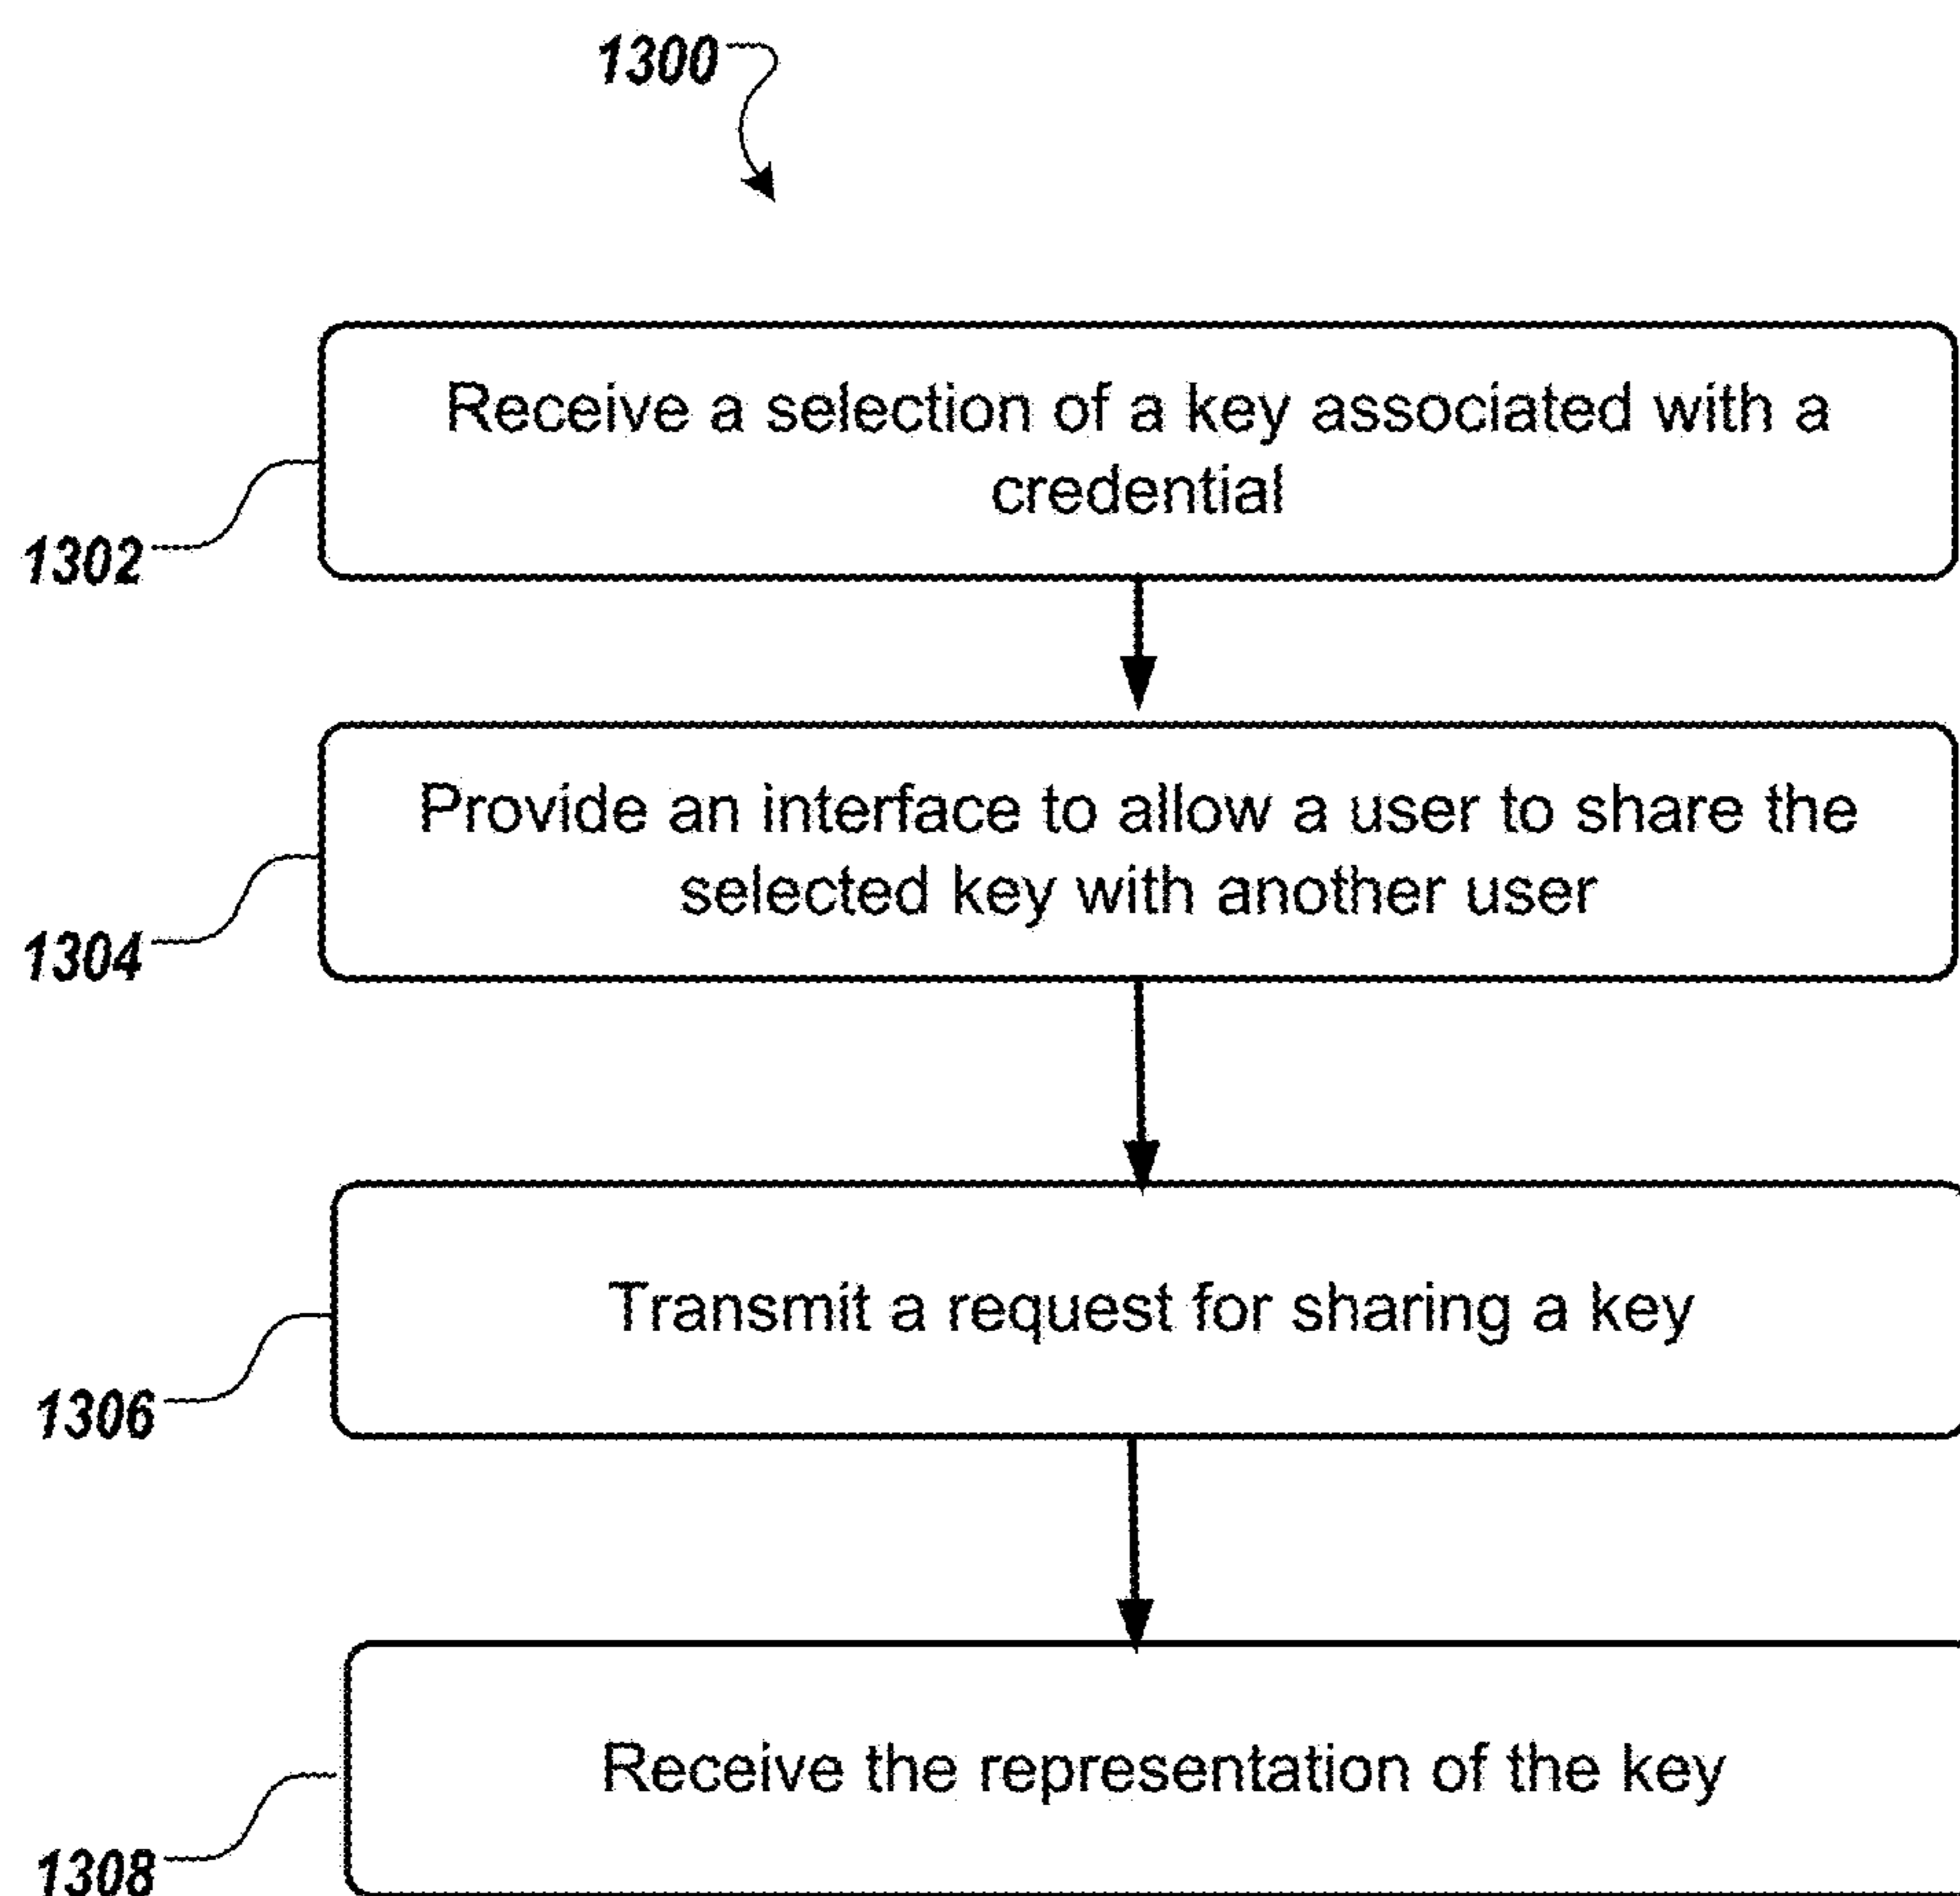 1300
Receive a selection of a key associated with a
credential
1302
Provide an interface to allow a user to share the
selected key with another user
1304
Transmit a request for sharing a key
1306
Receive the representation of the key
1308